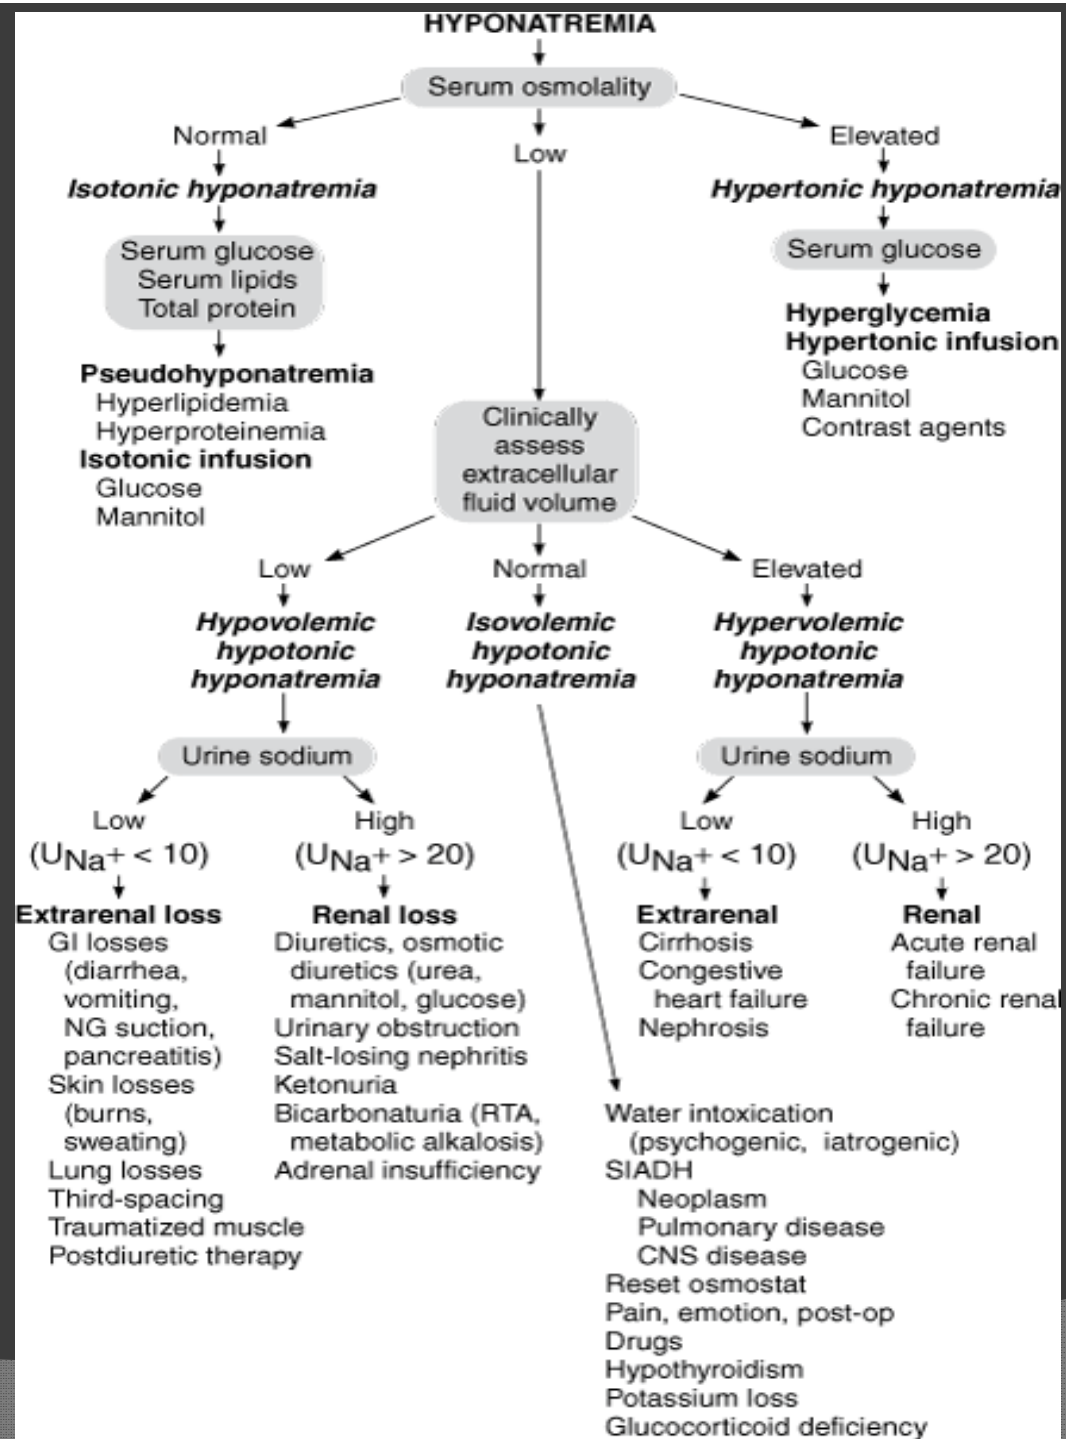 HYPONATREMIA
Serum osmolality
Normal
Low
Elevated
Isotonic hyponatremia
Hypertonic hyponatremia
Serum glucose
Serum lipids
Total protein
Serum glucose
Pseudohyponatremia
Hyperlipidemia
Hyperproteinemia
Isotonic infusion
Glucose
Mannitol
Hyperglycemia
Hypertonic infusion
Glucose
Mannitol
Contrast agents
Clinically
assess
extracellular
fluid volume
Low
Normal
Elevated
Hypovolemic
hypotonic
hyponatremia
Isovolemic
hypotonic
hyponatremia
Hypervolemic
hypotonic
hyponatremia
Urine sodium
Urine sodium
Low
(UNa+ < 10)
High
(UNa+ > 20)
Low
(UNa+ < 10)
High
(UNa+ > 20)
Extrarenal loss
GI losses
(diarrhea,
vomiting,
NG suction,
pancreatitis)
Skin losses
(burns,
sweating)
Lung losses
Third-spacing
Traumatized muscle
Postdiuretic therapy
Renal loss
Diuretics, osmotic
diuretics (urea,
mannitol, glucose)
Urinary obstruction
Salt-losing nephritis
Ketonuria
Bicarbonaturia (RTA,
metabolic alkalosis)
Adrenal insufficiency
Extrarenal
Cirrhosis
Congestive
heart failure
Nephrosis
Renal
Acute renal
failure
Chronic renal
failure
Water intoxication
(psychogenic, iatrogenic)
SIADH
Neoplasm
Pulmonary disease
CNS disease
Reset osmostat
Pain, emotion, post-op
Drugs
Hypothyroidism
Potassium loss
Glucocorticoid deficiency